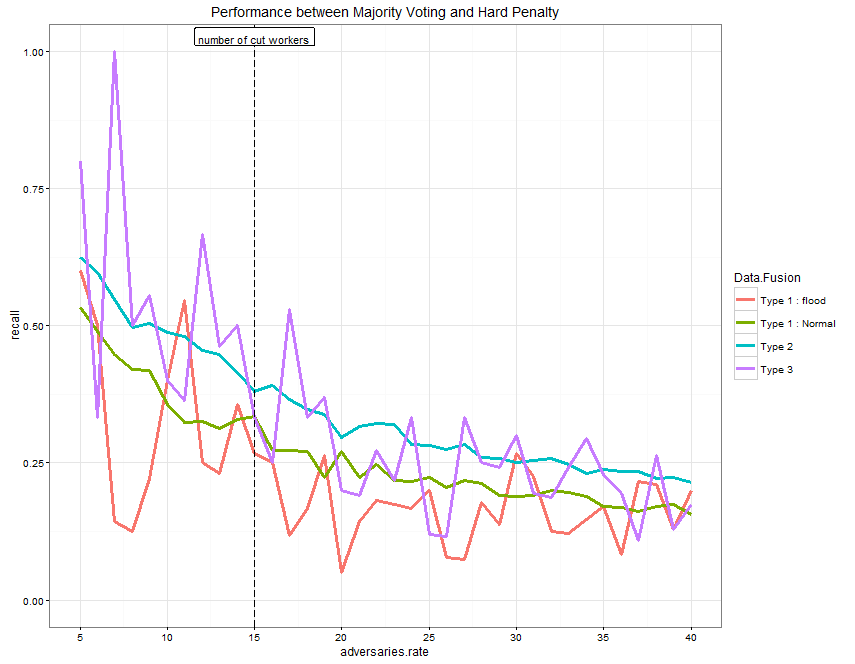 Performance between Majority Voting and Hard Penalty
number of cut workers
1.00
0.75
0.50
0.25
0.00
recall
5
10
15
20
25
30
35
40
adversaries.rate
Data.Fusion
Type 1 : flood
Type 1 : Normal
Type 2
Type 3